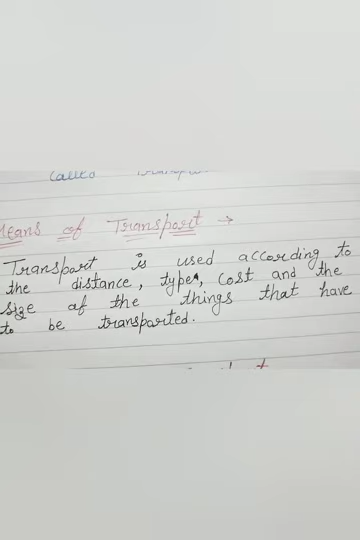 called
Means of Transport →
Transport is used according to
the distance, type, cost and the
size of the things that have
to be transported.